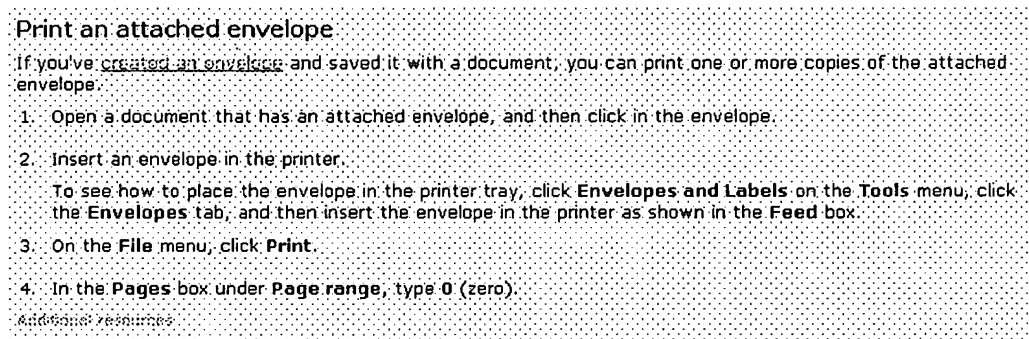 Print an attached envelope
If you've created an envelope and saved it with a document, you can print one or more copies of the attached
envelope.
1. Open a document that has an attached envelope, and then click in the envelope.
2. Insert an envelope in the printer.
To see how to place the envelope in the printer tray, click Envelopes and Labels on the Tools menu, click
the Envelopes tab, and then insert the envelope in the printer as shown in the Feed box.
3. On the File menu, click Print.
4. In the Pages box under Page range, type 0 (zero).
Additional resources